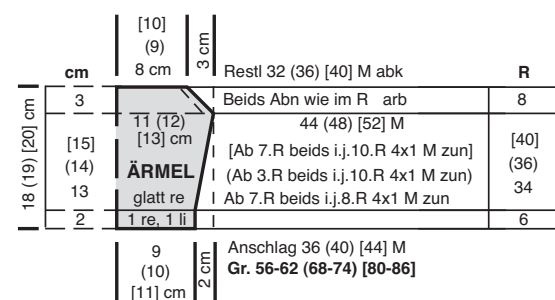 [10]
(9)
8 cm
3 cm
Restl 32 (36) [40] M abk
cm
R
3
Beids Abn wie im R arb
8
18 (19) [20] cm
11 (12)
[13] cm
44 (48) [52] M
[15]
(14)
13
ÄRMEL
glatt re
[Ab 7.R beids i.j.10.R 4x1 M zun]
(Ab 3.R beids i.j.10.R 4x1 M zun)
Ab 7.R beids i.j.8.R 4x1 M zun
[40]
(36)
34
2
1 re, 1 li
6
9
(10)
[11] cm
2 cm
Anschlag 36 (40) [44] M
Gr. 56-62 (68-74) [80-86]